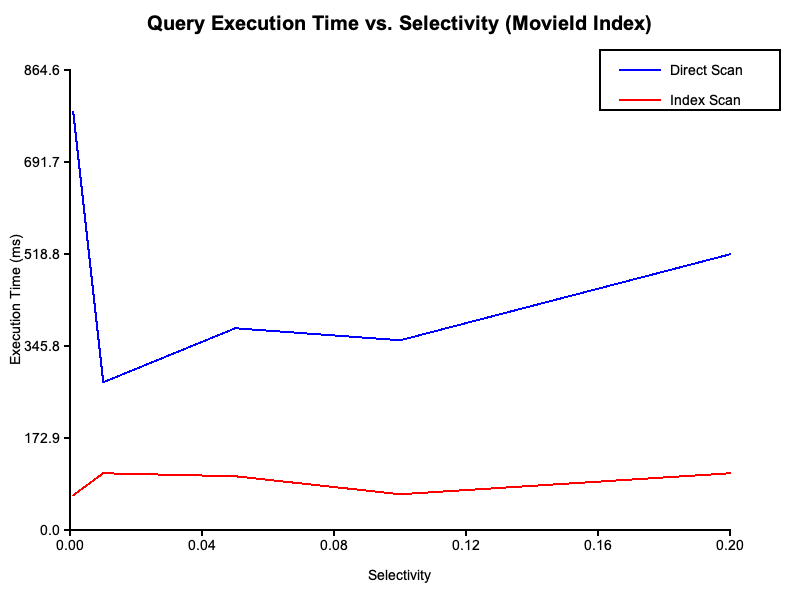 Query Execution Time vs. Selectivity (MovieId Index)
Direct Scan
Index Scan
864.6
691.7
518.8
345.8
172.9
0.0
Execution Time (ms)
0.00
0.04
0.08
0.12
0.16
0.20
Selectivity